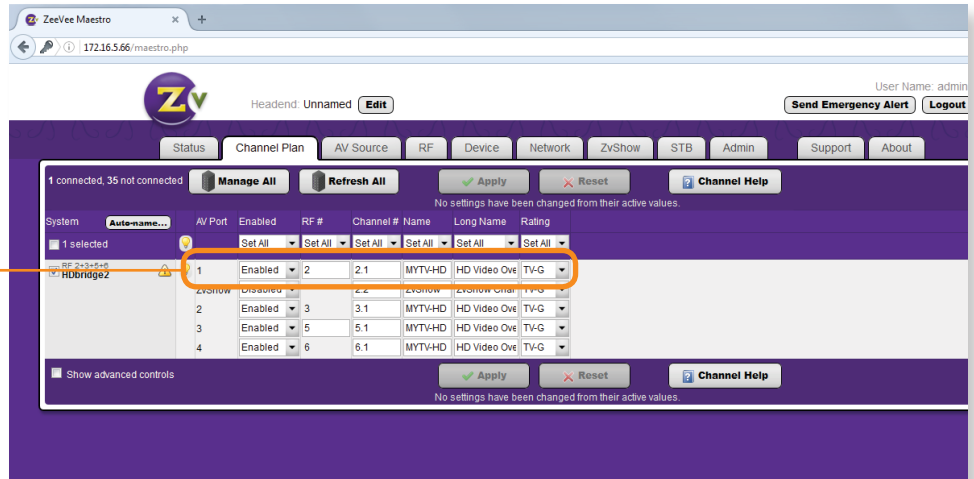 ZeeVee Maestro × +
172.16.5.66/maestro.php
Zv
User Name: admin
Headend: Unnamed Edit Send Emergency Alert Logout
Status Channel Plan AV Source RF Device Network ZvShow STB Admin Support About
1 connected, 35 not connected Manage All Refresh All Apply Reset Channel Help
No settings have been changed from their active values.
System Auto-name... AV Port Enabled RF # Channel # Name Long Name Rating
1 selected Set All Set All Set All Set All Set All Set All
RF 2+3+5+6
HDbridge2 1 Enabled 2 2.1 MYTV-HD HD Video Ove TV-G
ZvShow Disabled 2.2 ZvShow ZvShow Chan TV-G
2 Enabled 3 3.1 MYTV-HD HD Video Ove TV-G
3 Enabled 5 5.1 MYTV-HD HD Video Ove TV-G
4 Enabled 6 6.1 MYTV-HD HD Video Ove TV-G
Show advanced controls Apply Reset Channel Help
No settings have been changed from their active values.